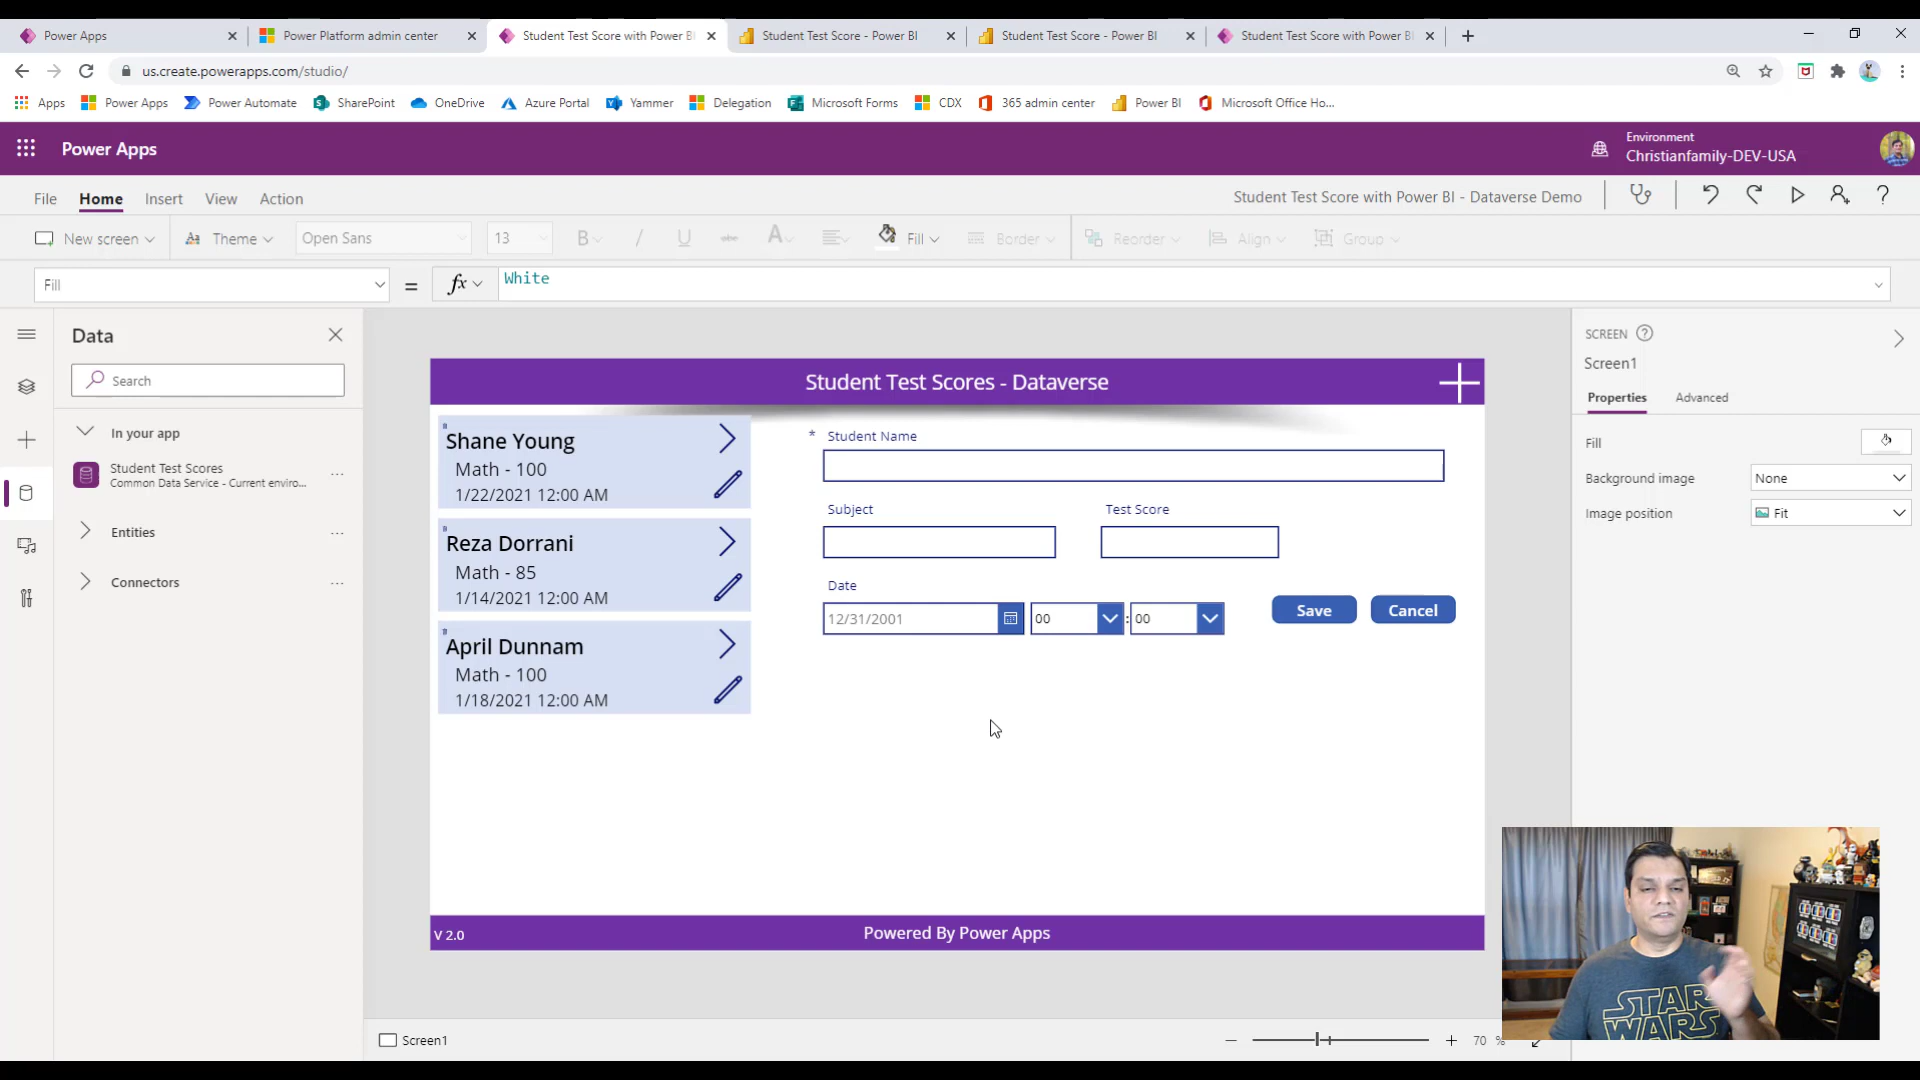 Power Apps
Power Platform admin center
Student Test Score with Power B
Student Test Score - Power BI
Student Test Score - Power BI
Student Test Score with Power B
us.create.powerapps.com/studio/
Apps
Power Apps
Power Automate
SharePoint
OneDrive
Azure Portal
Yammer
Delegation
Microsoft Forms
CDX
365 admin center
Power BI
Microsoft Office Ho...
Power Apps
Environment
Christianfamily-DEV-USA
File
Home
Insert
View
Action
Student Test Score with Power BI - Dataverse Demo
New screen
Theme
Open Sans
13
B
Fill
Border
Reorder
Align
Group
Fill
=
fx
White
Data
Search
In your app
Student Test Scores
Common Data Service - Current enviro...
Entities
Connectors
Student Test Scores - Dataverse
Shane Young
Math - 100
1/22/2021 12:00 AM
Reza Dorrani
Math - 85
1/14/2021 12:00 AM
April Dunnam
Math - 100
1/18/2021 12:00 AM
* Student Name
Subject
Test Score
Date
12/31/2001
00
:
00
Save
Cancel
V 2.0
Powered By Power Apps
SCREEN
Screen1
Properties
Advanced
Fill
Background image
None
Image position
Fit
STAR
WARS
Screen1
70 %